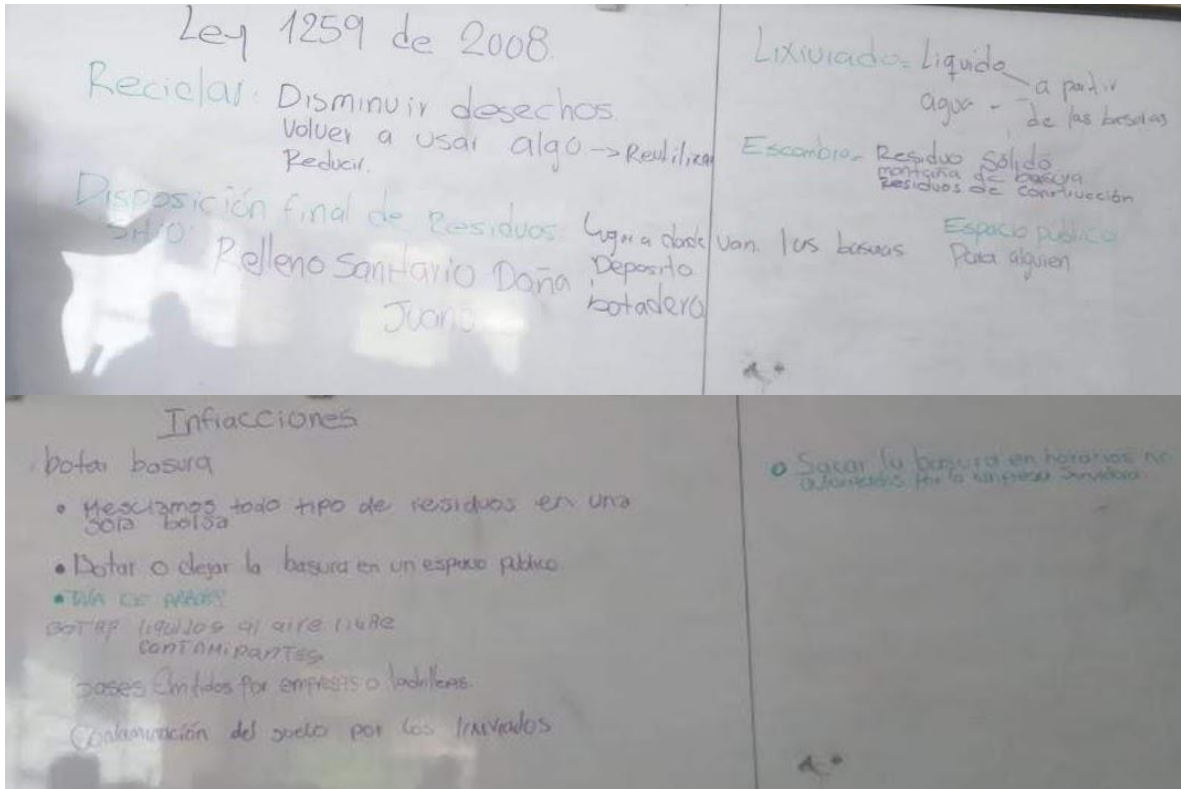 Ley 1259 de 2008.
Reciclar: Disminuir desechos.
Volver a usar algo -> Reutilizar
Reducir.
Disposición final de Residuos: Lugar a donde van las basuras
Deposito
botadero
Relleno Sanitario Doña
Juana
Lixiviado= Liquido
agua - a partir
de las basuras
Escombro= Residuo Sólido
montaña de basura
Residuos de construcción
Espacio público
Para alguien
Infracciones
botar basura
• Mesclamos todo tipo de residuos en una
sola bolsa
• Botar o dejar la basura en un espacio público
BOTAR liquidos al aire libre
CONTAMINANTES
gases Emitidos por empresas o ladrilleras.
Contaminación del suelo por los lixiviados
o Sacar la basura en horarios no
autorizados por la empresa